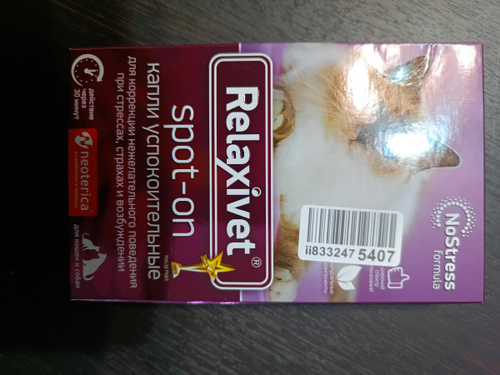 Relaxivet®
spot-on
капли успокоительные
для коррекции нежелательного поведения
при стрессах, страхах и возбуждении
действие
через
30 минут
neoterica
для кошек и собак
NoStress
formula
ii833247 5407